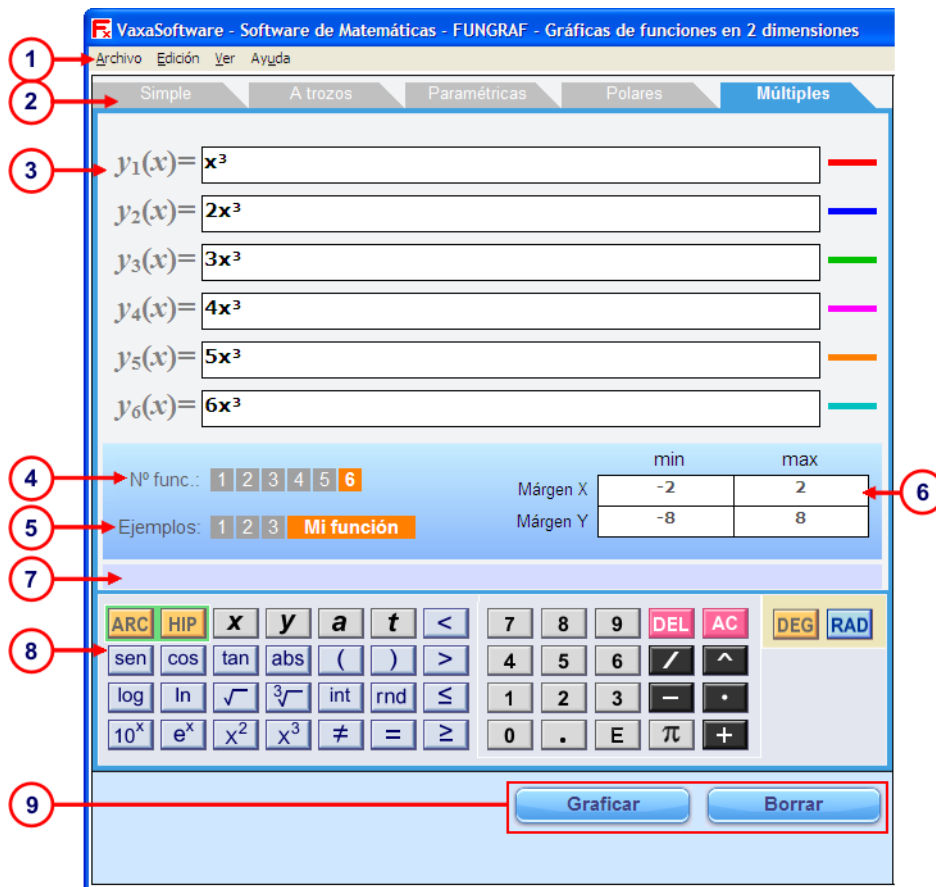 VaxaSoftware - Software de Matemáticas - FUNGRAF - Gráficas de funciones en 2 dimensiones
1
Archivo Edición Ver Ayuda
2
Simple A trozos Paramétricas Polares Múltiples
3
y₁(x)= x³
y₂(x)= 2x³
y₃(x)= 3x³
y₄(x)= 4x³
y₅(x)= 5x³
y₆(x)= 6x³
min max
4
Nº func.: 1 2 3 4 5 6
Márgen X -2 2
6
5
Ejemplos: 1 2 3 Mi función
Márgen Y -8 8
7
8
ARC HIP x y a t < 7 8 9 DEL AC DEG RAD
sen cos tan abs ( ) > 4 5 6 / ^
log ln √ ³√ int rnd ≤ 1 2 3 − ·
10ˣ eˣ x² x³ ≠ = ≥ 0 . E π +
9
Graficar Borrar